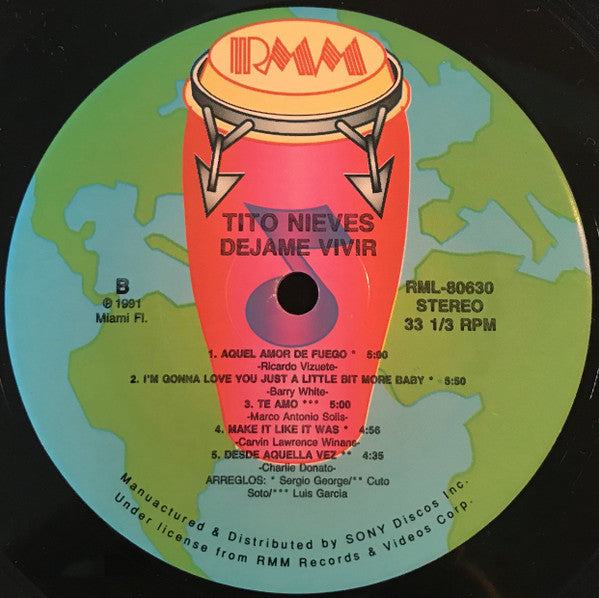 RMM
TITO NIEVES
DEJAME VIVIR
B
℗ 1991
Miami Fl.
RML-80630
STEREO
33 1/3 RPM
1. AQUEL AMOR DE FUEGO * 5:00
-Ricardo Vizuete-
2. I'M GONNA LOVE YOU JUST A LITTLE BIT MORE BABY * 5:50
-Barry White-
3. TE AMO *** 5:00
-Marco Antonio Solis-
4. MAKE IT LIKE IT WAS * 4:56
-Carvin Lawrence Winans-
5. DESDE AQUELLA VEZ ** 4:35
-Charlie Donato-
ARREGLOS: * Sergio George/** Cuto
Soto/*** Luis Garcia
Manuactured & Distributed by SONY Discos Inc.
Under license from RMM Records & Videos Corp.